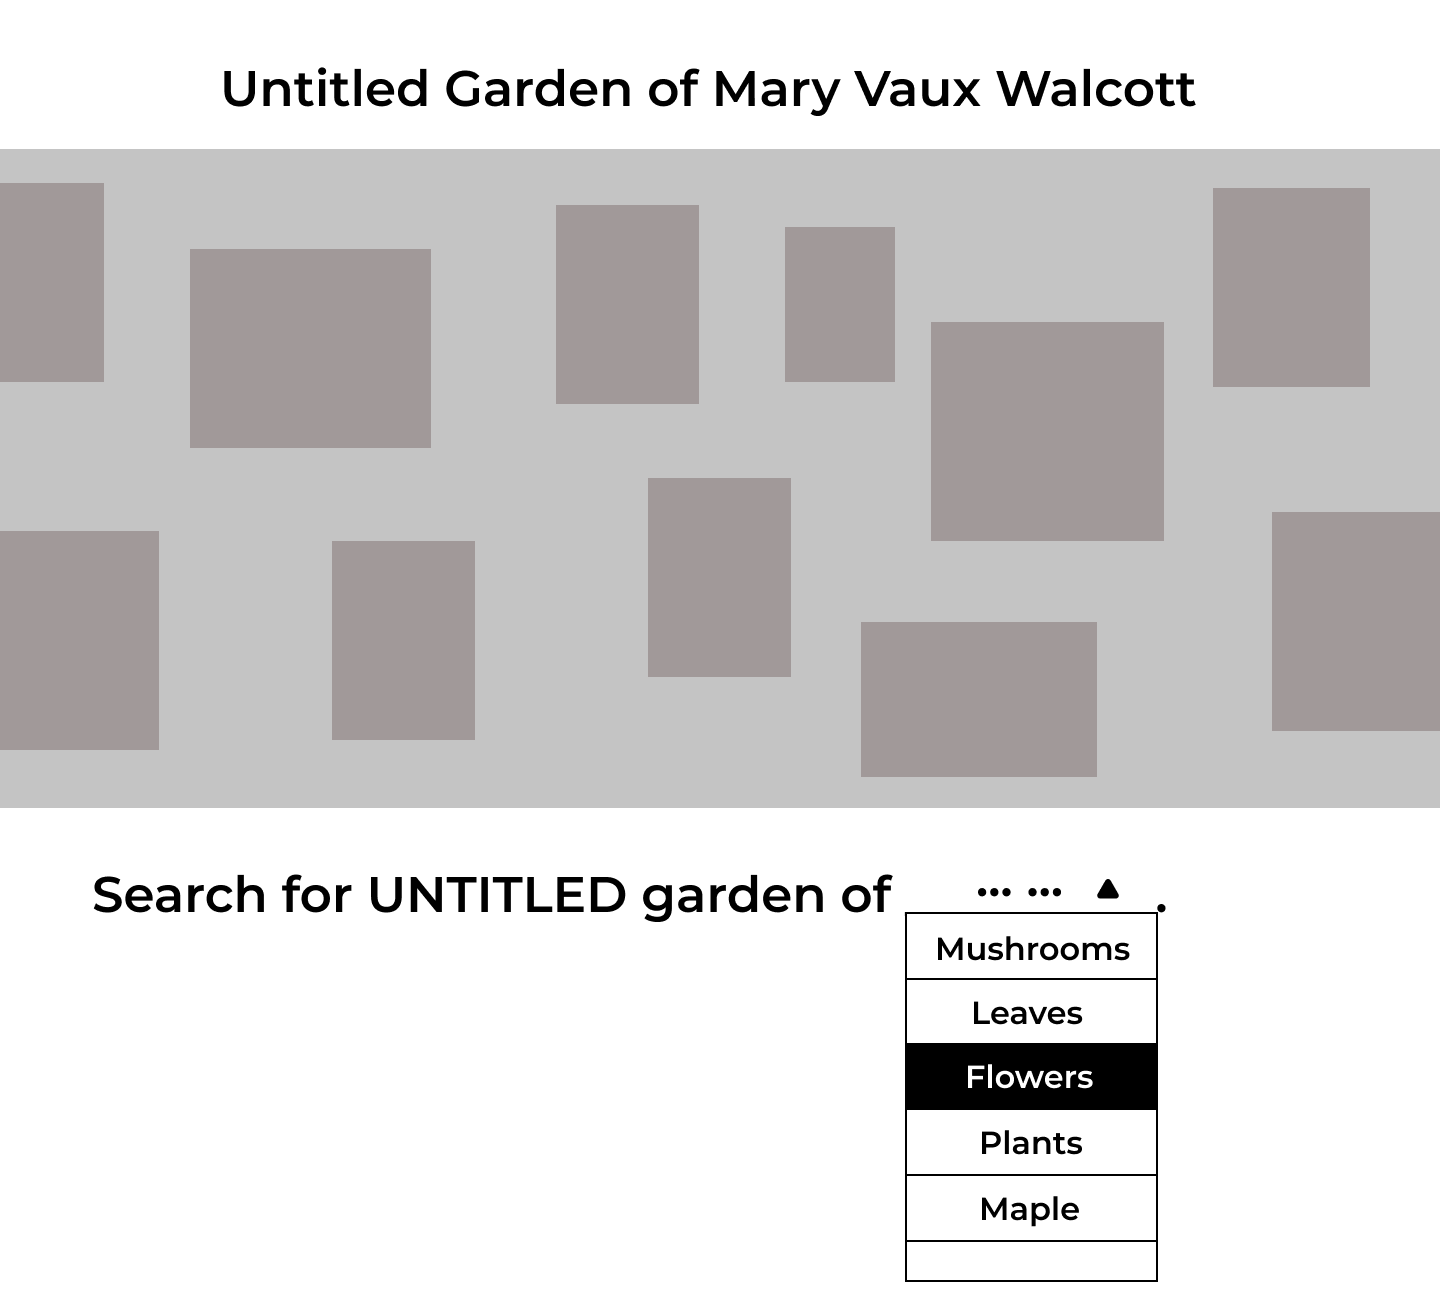 Untitled Garden of Mary Vaux Walcott
Search for UNTITLED garden of ... ... .
Mushrooms
Leaves
Flowers
Plants
Maple